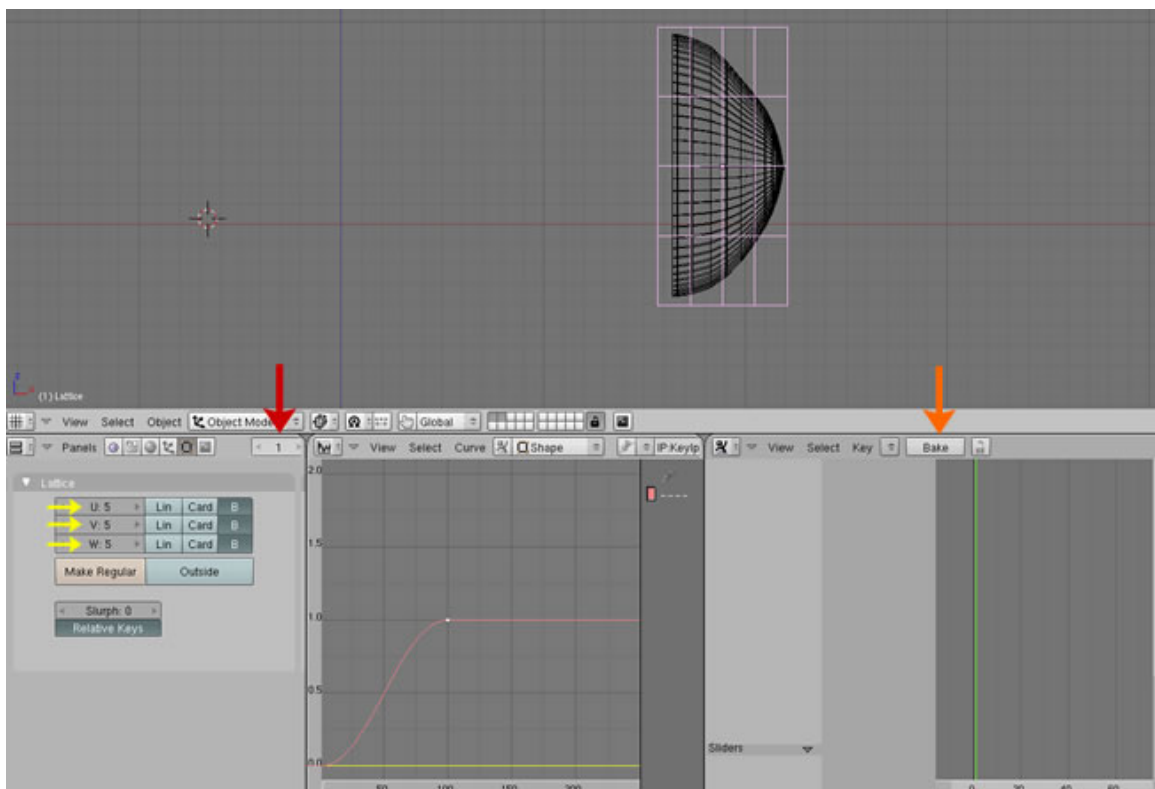 z
x
(1) Lattice
View Select Object Object Mode Global
Panels 1
View Select Curve Shape IP:KeyIp
View Select Key Bake
Lattice
U: 5 Lin Card B
V: 5 Lin Card B
W: 5 Lin Card B
Make Regular Outside
Slurph: 0
Relative Keys
2.0
1.5
1.0
0.5
0.0
50 100 150 200
Sliders
0 20 40 60